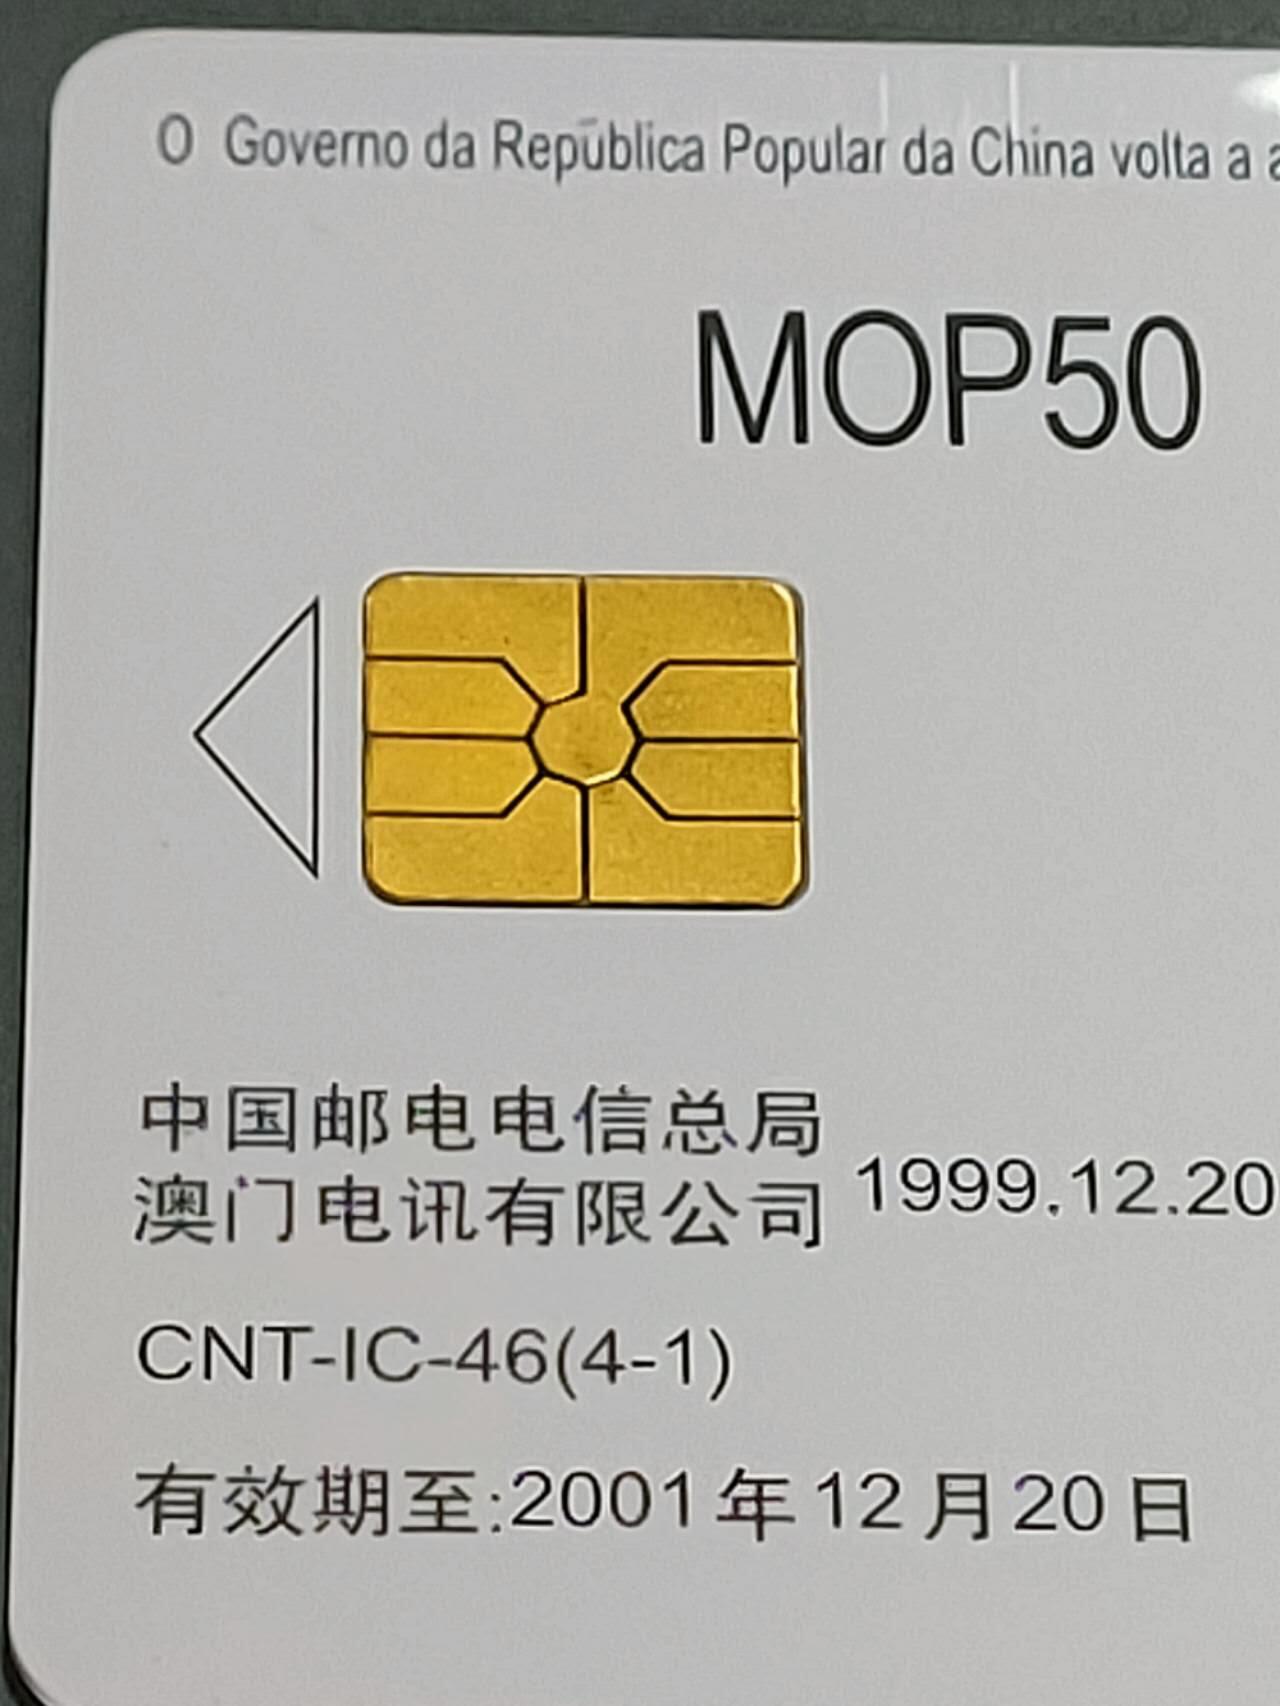 O Governo da República Popular da China volta a a
MOP50
中国邮电电信总局
澳门电讯有限公司 1999.12.20
CNT-IC-46(4-1)
有效期至:2001年12月20日